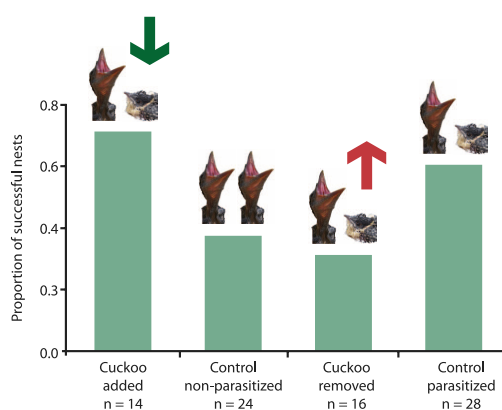 Proportion of successful nests
0.8
0.6
0.4
0.3
0.0
Cuckoo
added
n = 14
Control
non-parasitized
n = 24
Cuckoo
removed
n = 16
Control
parasitized
n = 28